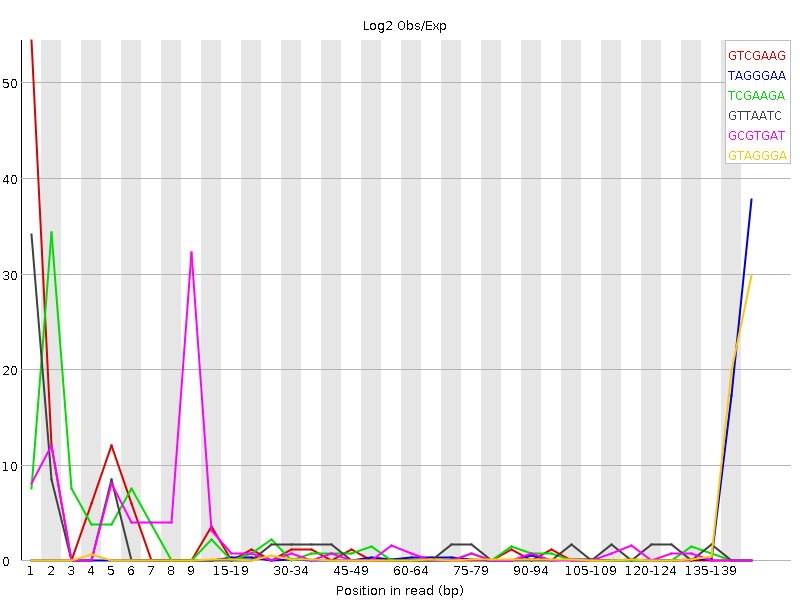 Log2 Obs/Exp
GTCGAAG
TAGGGAA
TCGAAGA
GTTAATC
GCGTGAT
GTAGGGA
50
40
30
20
10
0
1 2 3 4 5 6 7 8 9 15-19 30-34 45-49 60-64 75-79 90-94 105-109 120-124 135-139
Position in read (bp)